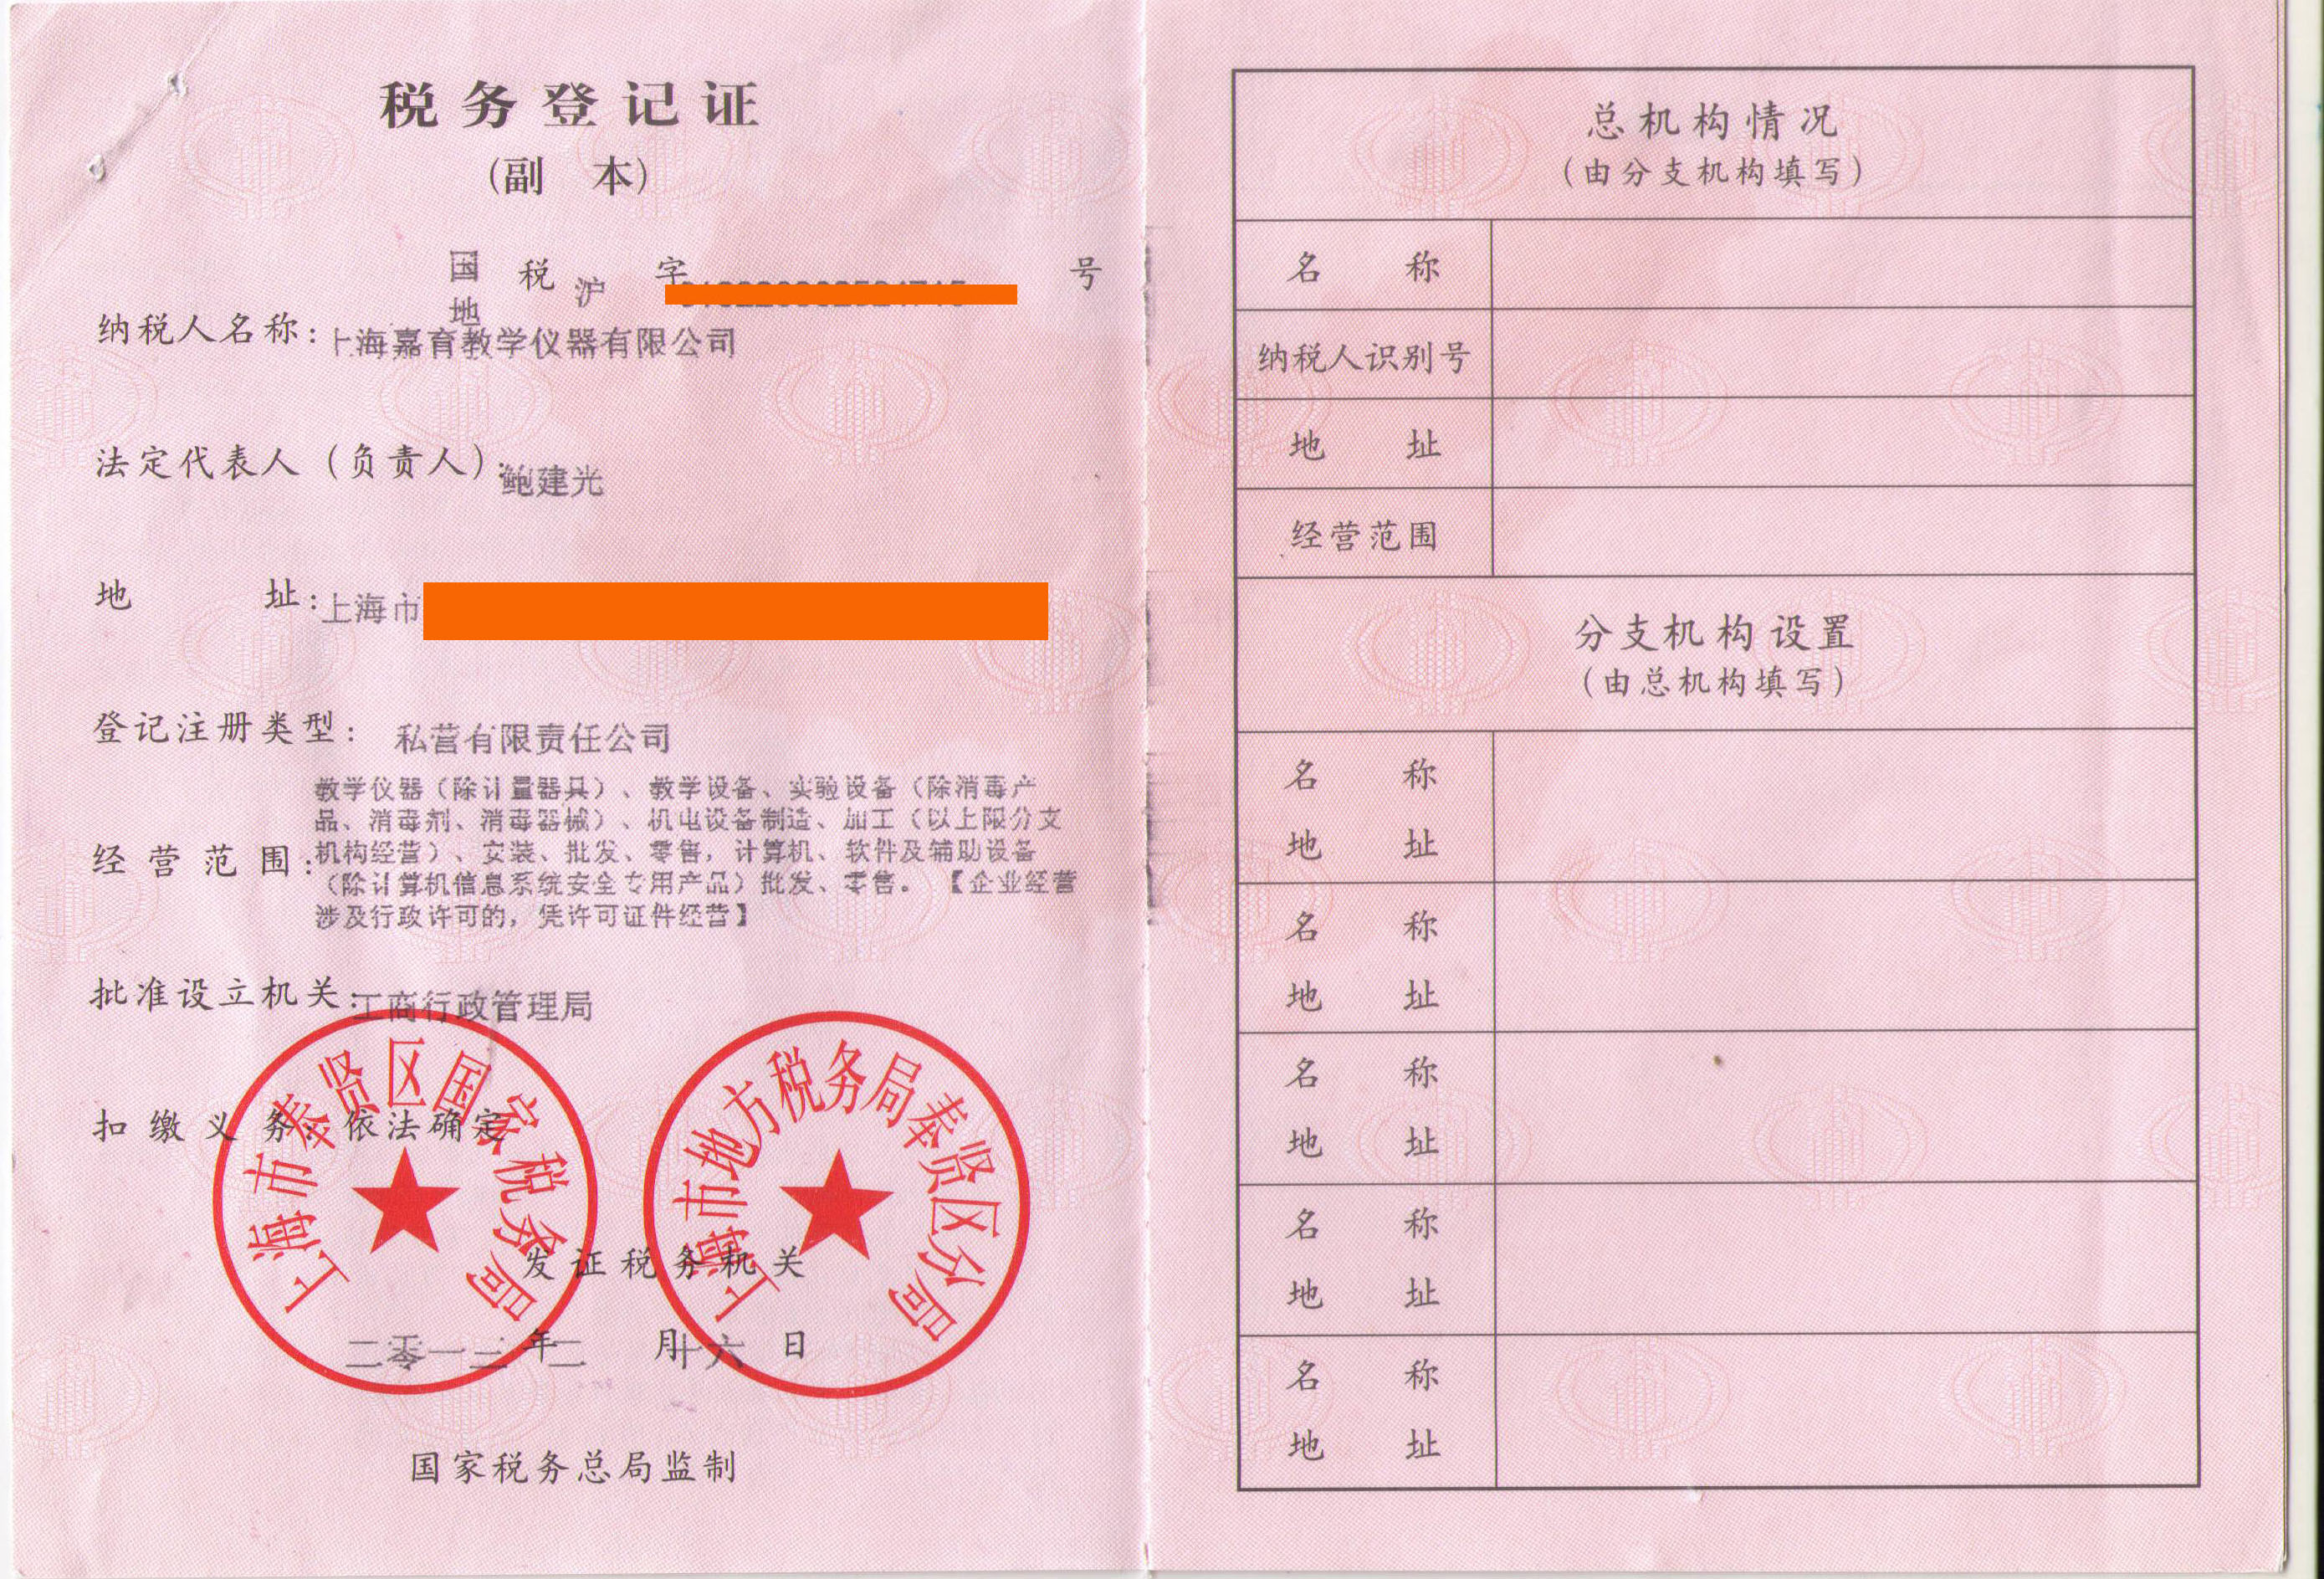 税务登记证
(副 本)
国
地
税 沪 字 号
纳税人名称: 上海嘉育教学仪器有限公司
法定代表人(负责人): 鲍建光
地 址: 上海市
登记注册类型: 私营有限责任公司
经营范围: 教学仪器(除计量器具)、教学设备、实验设备(除消毒产
品、消毒剂、消毒器械)、机电设备制造、加工(以上限分支
机构经营)、安装、批发、零售,计算机、软件及辅助设备
(除计算机信息系统安全专用产品)批发、零售。【企业经营
涉及行政许可的,凭许可证件经营】
批准设立机关: 工商行政管理局
扣缴义务: 依法确定
上海市奉贤区国家税务局
上海市地方税务局奉贤区分局
发证税务机关
二零一三年二月十六日
国家税务总局监制
总机构情况
(由分支机构填写)
名 称
纳税人识别号
地 址
经营范围
分支机构设置
(由总机构填写)
名 称
地 址
名 称
地 址
名 称
地 址
名 称
地 址
名 称
地 址